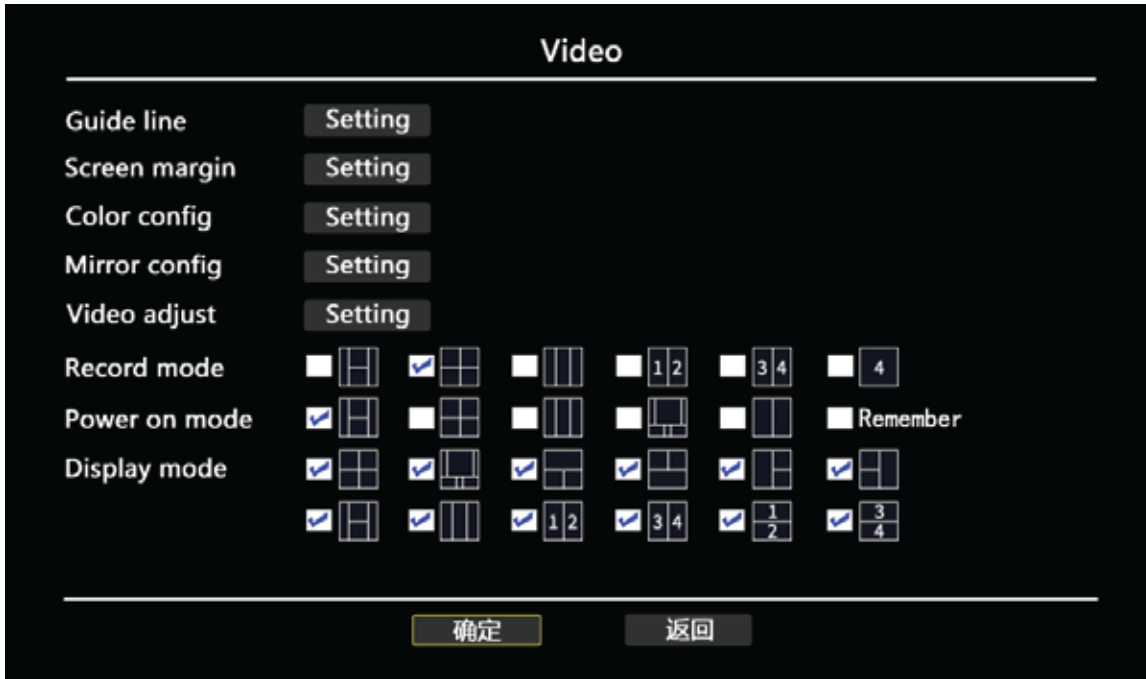 Video
Guide line Setting
Screen margin Setting
Color config Setting
Mirror config Setting
Video adjust Setting
Record mode 1 2 3 4 4
Power on mode Remember
Display mode
1 2 3 4 1 2 3 4
确定 返回